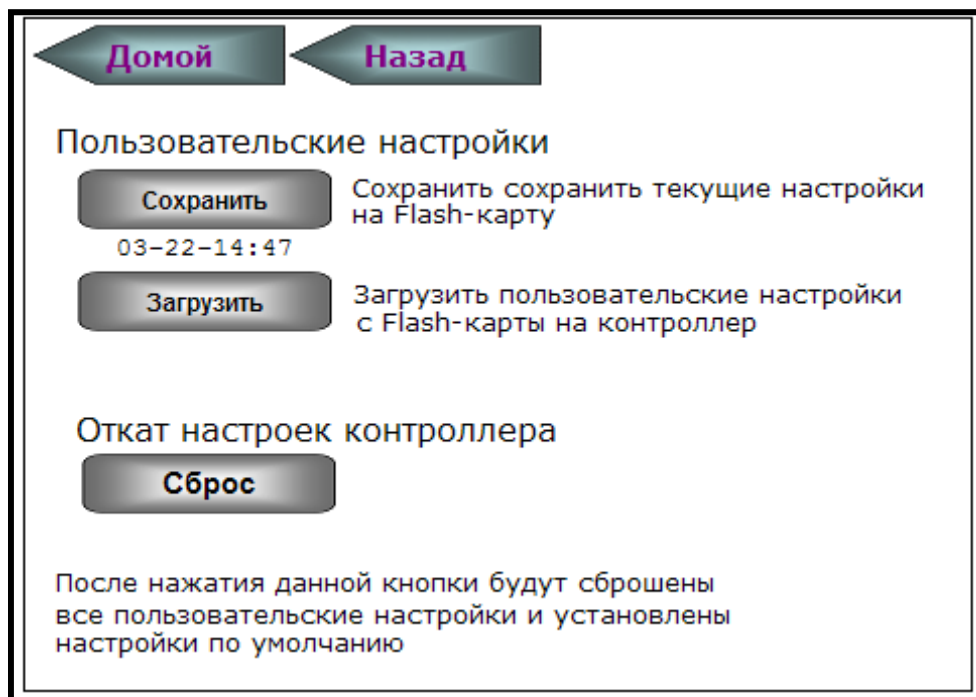 Домой Назад
Пользовательские настройки
Сохранить
Сохранить сохранить текущие настройки
на Flash-карту
03-22-14:47
Загрузить
Загрузить пользовательские настройки
с Flash-карты на контроллер
Откат настроек контроллера
Сброс
После нажатия данной кнопки будут сброшены
все пользовательские настройки и установлены
настройки по умолчанию